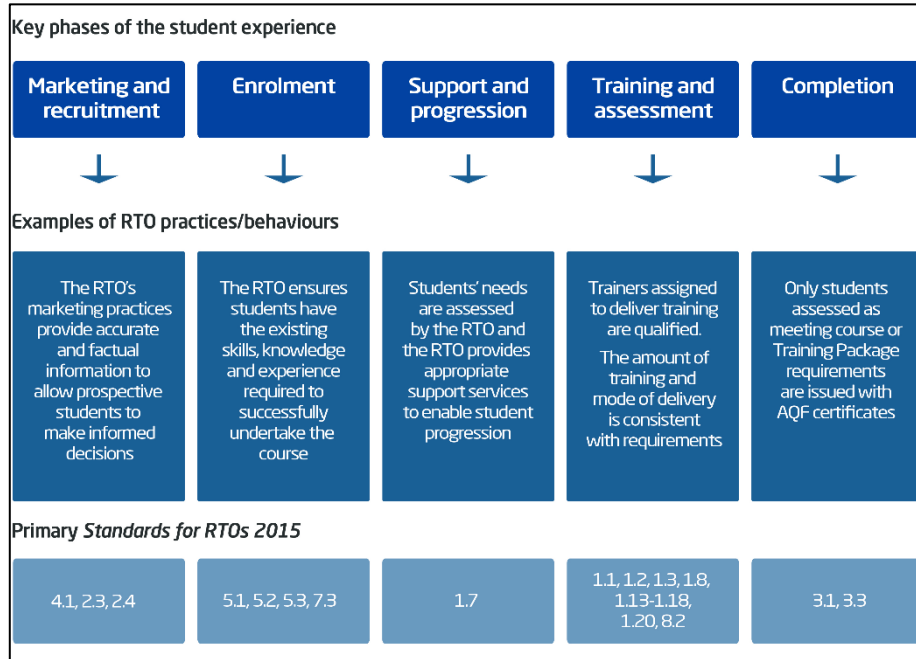 Key phases of the student experience
Marketing and
recruitment
Enrolment
Support and
progression
Training and
assessment
Completion
Examples of RTO practices/behaviours
The RTO's
marketing practices
provide accurate
and factual
information to
allow prospective
students to
make informed
decisions
The RTO ensures
students have
the existing
skills, knowledge
and experience
required to
successfully
undertake the
course
Students' needs
are assessed
by the RTO and
the RTO provides
appropriate
support services
to enable student
progression
Trainers assigned
to deliver training
are qualified.
The amount of
training and
mode of delivery
is consistent
with requirements
Only students
assessed as
meeting course or
Training Package
requirements
are issued with
AQF certificates
Primary Standards for RTOs 2015
4.1, 2.3, 2.4
5.1, 5.2, 5.3, 7.3
1.7
1.1, 1.2, 1.3, 1.8,
1.13-1.18,
1.20, 8.2
3.1, 3.3